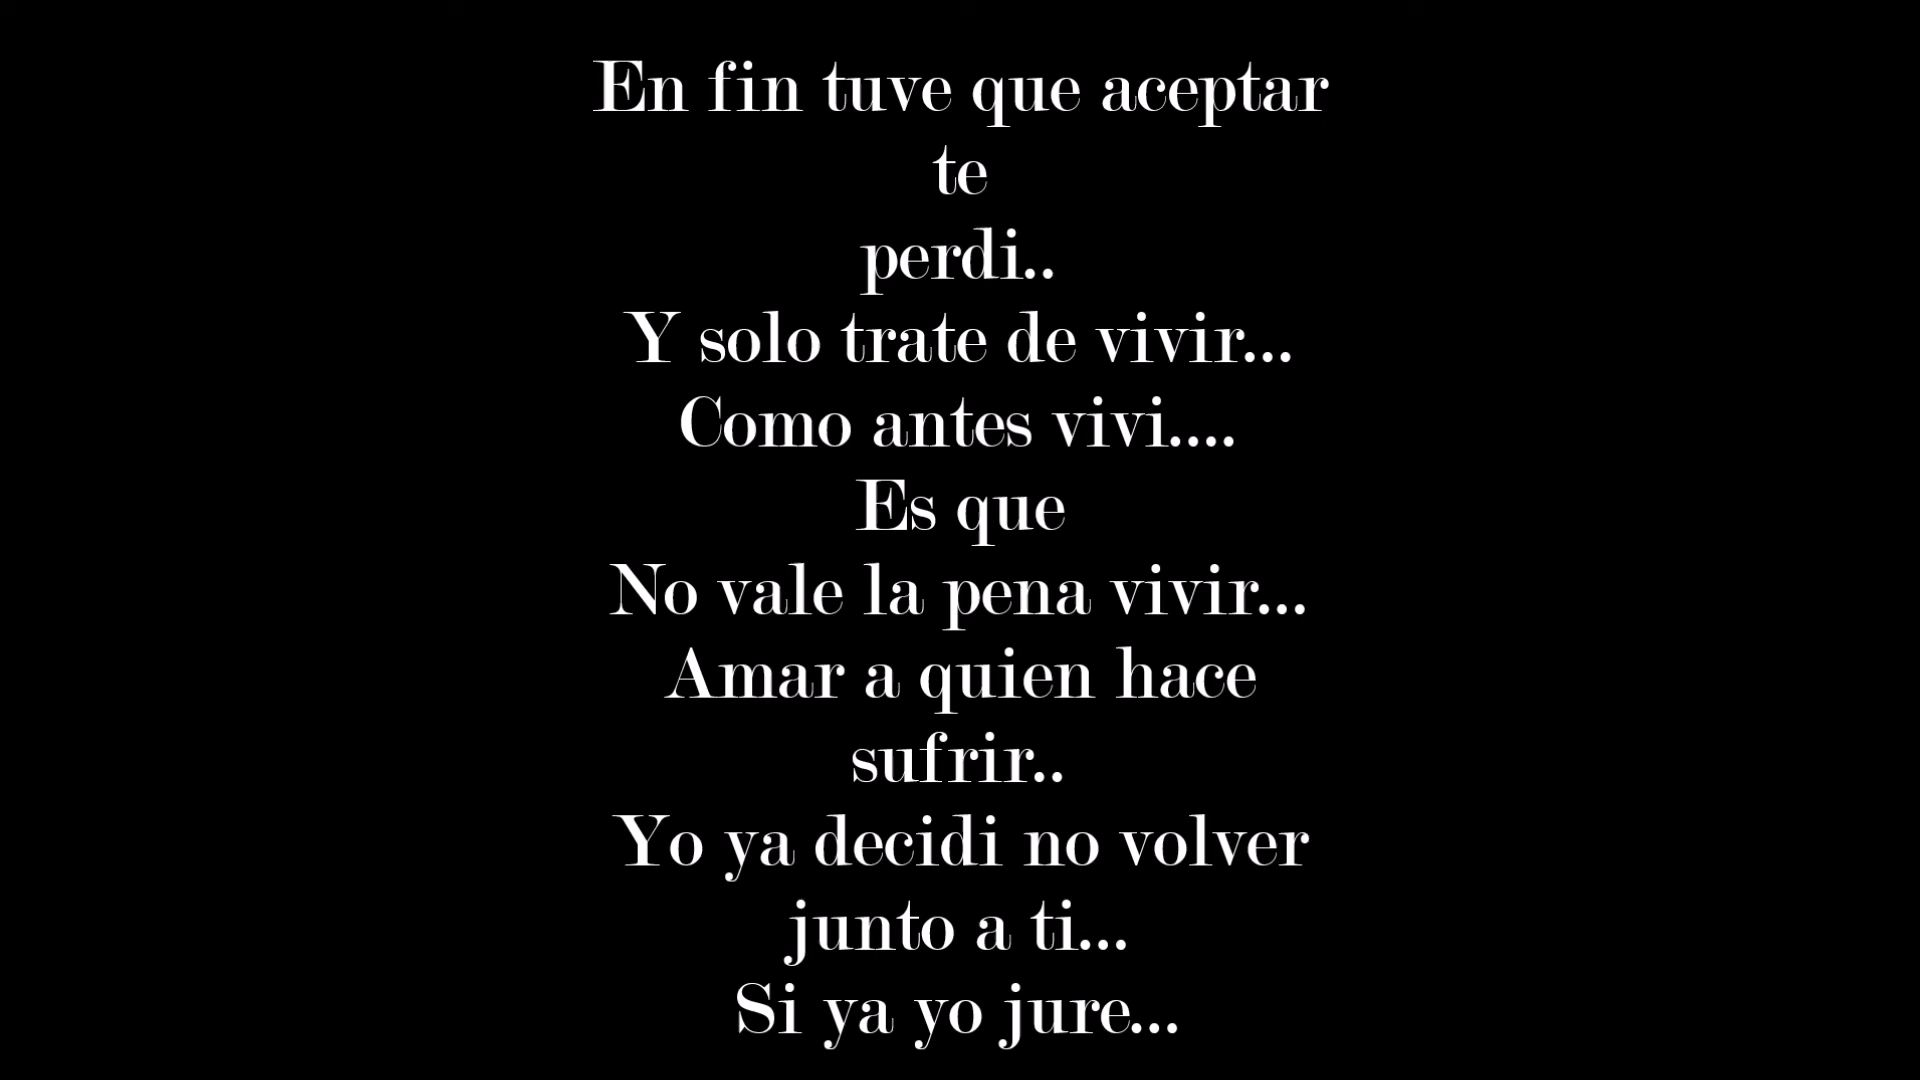 En fin tuve que aceptar
te
perdi..
Y solo trate de vivir...
Como antes vivi....
Es que
No vale la pena vivir...
Amar a quien hace
sufrir..
Yo ya decidi no volver
junto a ti...
Si ya yo jure...